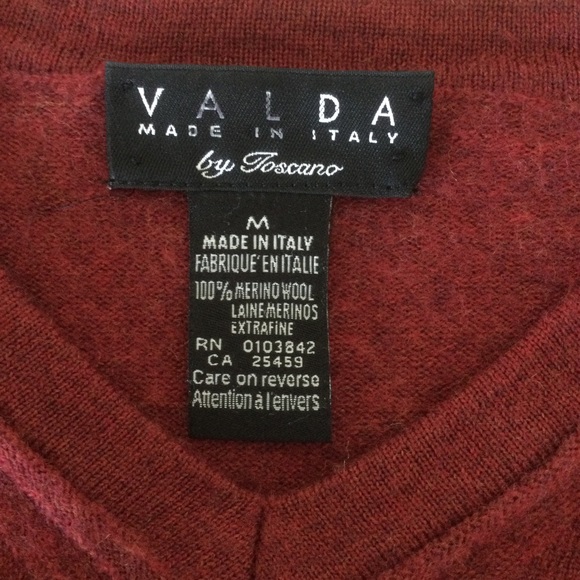 VALDA
MADE IN ITALY
by Toscano
M
MADE IN ITALY
FABRIQUE' EN ITALIE
100% MERINO WOOL
LAINE MERINOS
EXTRAFINE
RN 0103842
CA 25459
Care on reverse
Attention à l'envers